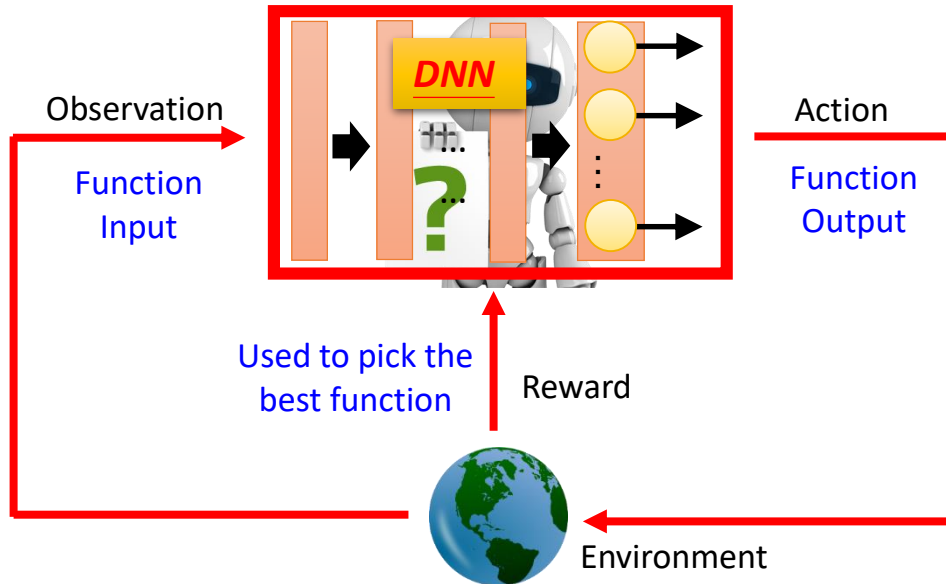 DNN
Observation
Function
Input
...
...
?
⋮
Action
Function
Output
Used to pick the
best function
Reward
Environment